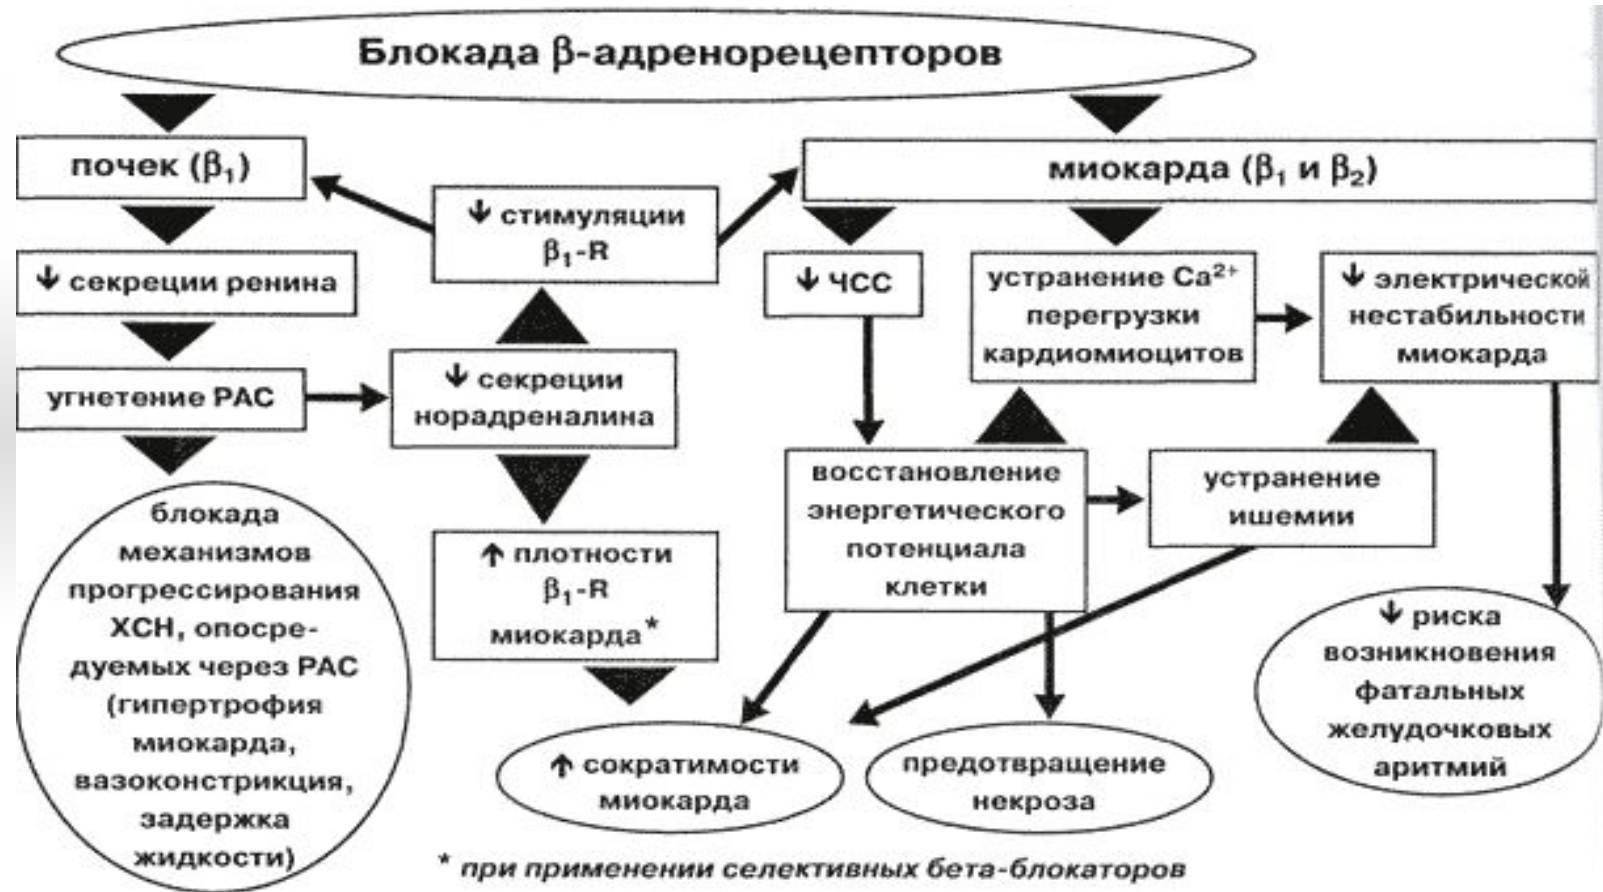 Блокада β-адренорецепторов
почек (β₁)
миокарда (β₁ и β₂)
↓ стимуляции
β₁-R
↓ секреции ренина
↓ ЧСС
устранение Ca²⁺
перегрузки
кардиомиоцитов
↓ электрической
нестабильности
миокарда
угнетение РАС
↓ секреции
норадреналина
восстановление
энергетического
потенциала
клетки
устранение
ишемии
блокада
механизмов
прогрессирования
ХСН, опосре-
дуемых через РАС
(гипертрофия
миокарда,
вазоконстрикция,
задержка
жидкости)
↑ плотности
β₁-R
миокарда*
↓ риска
возникновения
фатальных
желудочковых
аритмий
↑ сократимости
миокарда
предотвращение
некроза
* при применении селективных бета-блокаторов